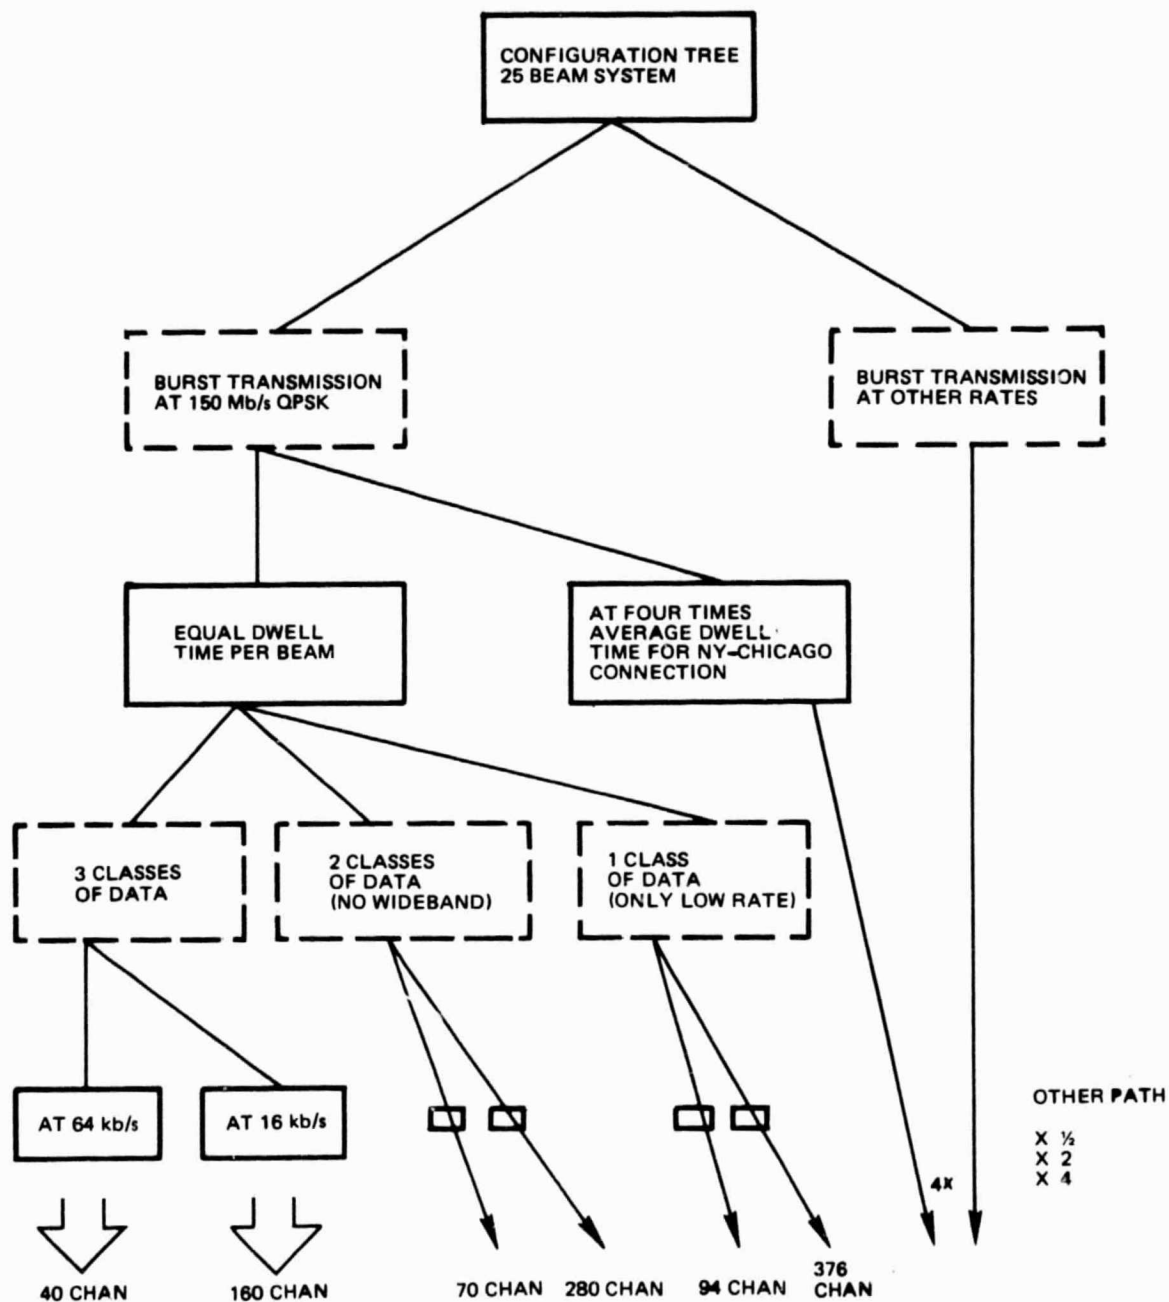 CONFIGURATION TREE
25 BEAM SYSTEM
BURST TRANSMISSION
AT 150 Mb/s QPSK
BURST TRANSMISSION
AT OTHER RATES
EQUAL DWELL
TIME PER BEAM
AT FOUR TIMES
AVERAGE DWELL
TIME FOR NY-CHICAGO
CONNECTION
3 CLASSES
OF DATA
2 CLASSES
OF DATA
(NO WIDEBAND)
1 CLASS
OF DATA
(ONLY LOW RATE)
AT 64 kb/s
AT 16 kb/s
OTHER PATH
X ½
X 2
X 4
4X
40 CHAN
160 CHAN
70 CHAN
280 CHAN
94 CHAN
376
CHAN